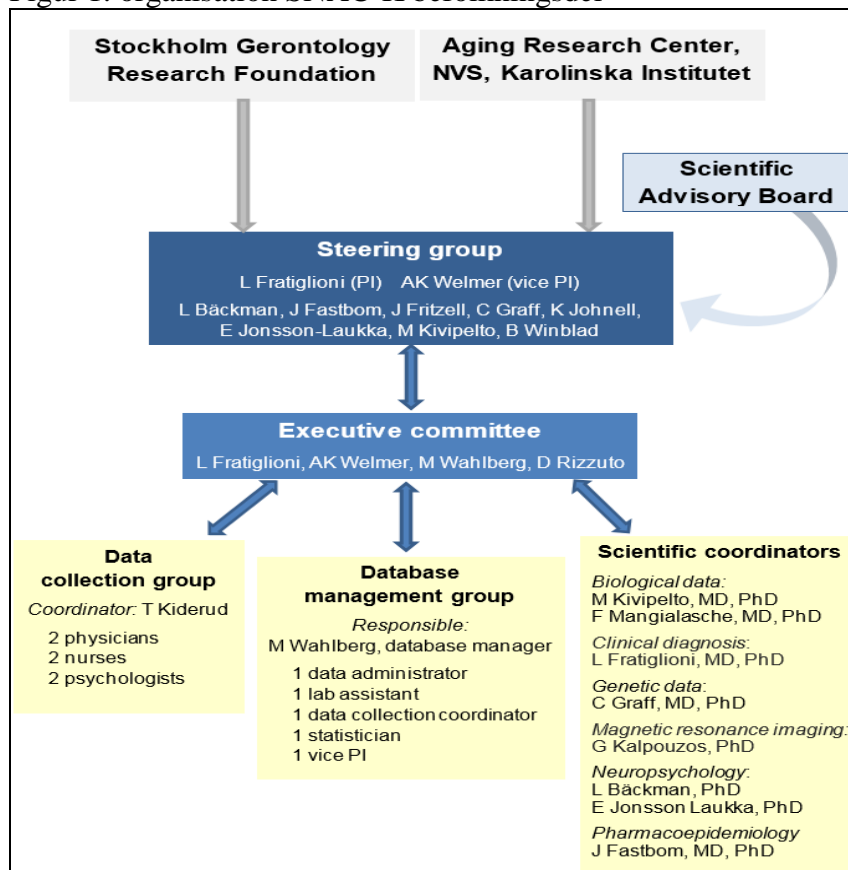 Figur 1: organisation SNAC-K befolkningsdel
Stockholm Gerontology
Research Foundation
Aging Research Center,
NVS, Karolinska Institutet
Scientific
Advisory Board
Steering group
L Fratiglioni (PI) AK Welmer (vice PI)
L Bäckman, J Fastbom, J Fritzell, C Graff, K Johnell,
E Jonsson-Laukka, M Kivipelto, B Winblad
Executive committee
L Fratiglioni, AK Welmer, M Wahlberg, D Rizzuto
Data
collection group
Coordinator: T Kiderud
2 physicians
2 nurses
2 psychologists
Database
management group
Responsible:
M Wahlberg, database manager
1 data administrator
1 lab assistant
1 data collection coordinator
1 statistician
1 vice PI
Scientific coordinators
Biological data:
M Kivipelto, MD, PhD
F Mangialasche, MD, PhD
Clinical diagnosis:
L Fratiglioni, MD, PhD
Genetic data:
C Graff, MD, PhD
Magnetic resonance imaging:
G Kalpouzos, PhD
Neuropsychology:
L Bäckman, PhD
E Jonsson Laukka, PhD
Pharmacoepidemiology
J Fastbom, MD, PhD